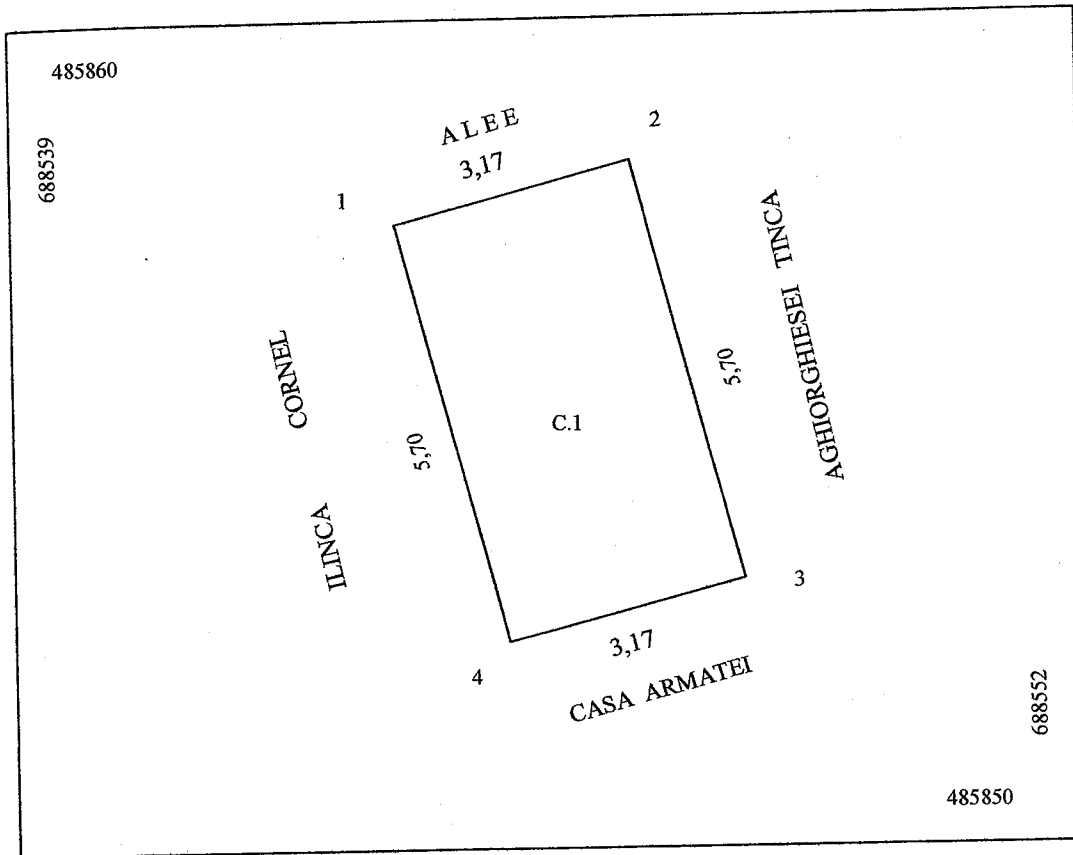 485860
688539
ALEE
3,17
1
2
ILINCA CORNEL
5,70
C.1
5,70
AGHIORGHIESEI TINCA
3
4
3,17
CASA ARMATEI
688552
485850